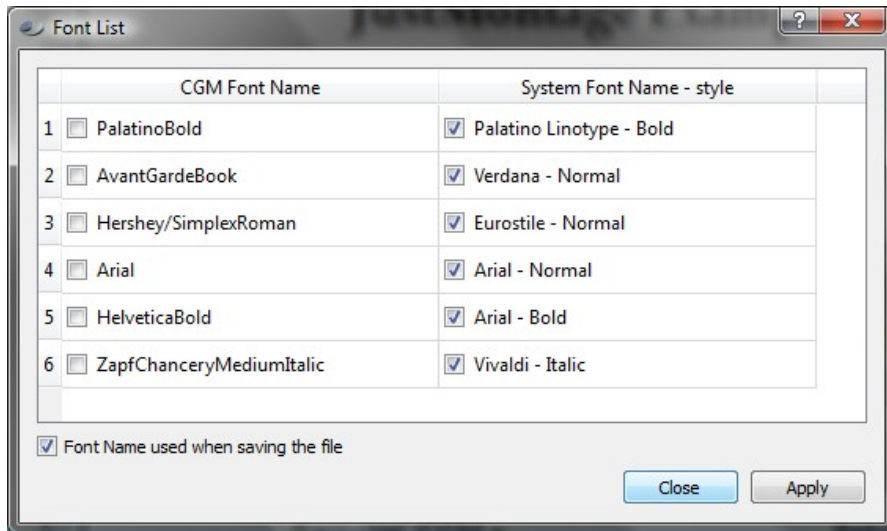 JustMontage Exam
Font List
CGM Font Name System Font Name - style
1 PalatinoBold Palatino Linotype - Bold
2 AvantGardeBook Verdana - Normal
3 Hershey/SimplexRoman Eurostile - Normal
4 Arial Arial - Normal
5 HelveticaBold Arial - Bold
6 ZapfChanceryMediumItalic Vivaldi - Italic
Font Name used when saving the file
Close Apply